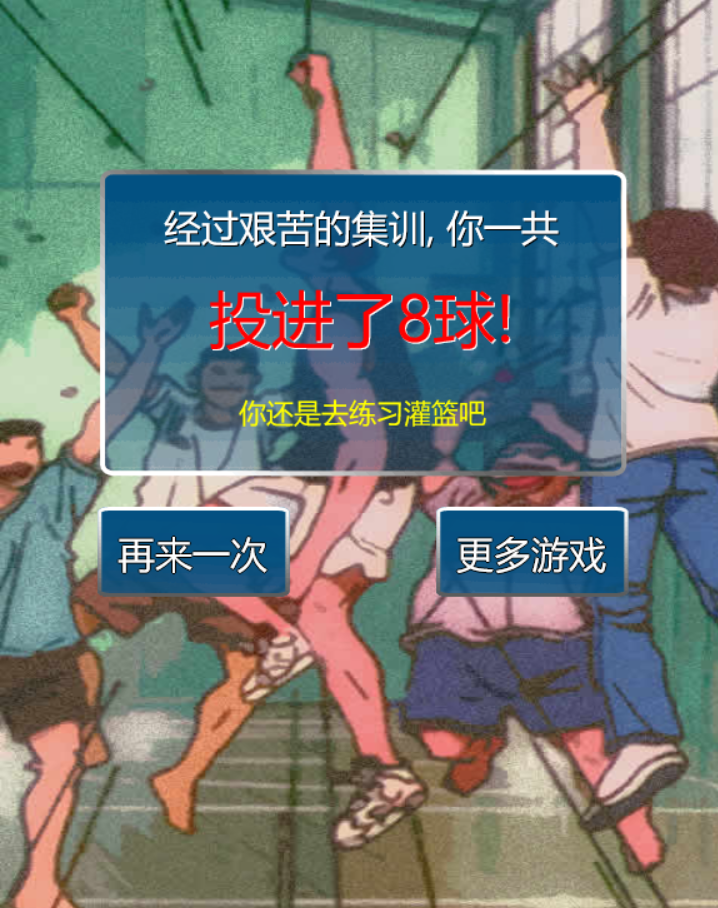 经过艰苦的集训, 你一共
投进了8球!
你还是去练习灌篮吧
再来一次
更多游戏